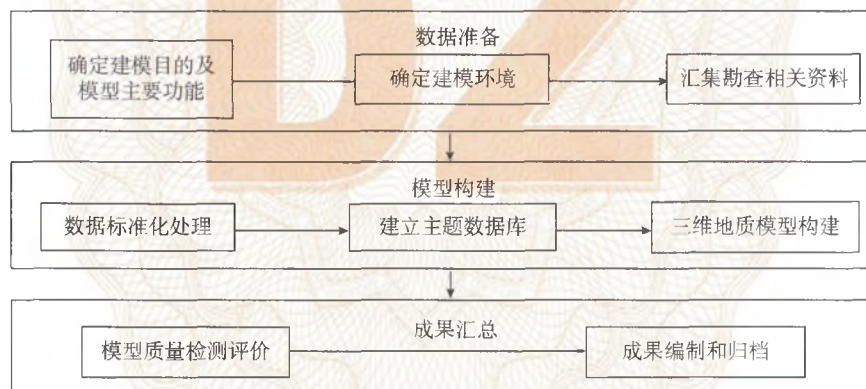 数据准备
确定建模目的及
模型主要功能
确定建模环境
汇集勘查相关资料
模型构建
数据标准化处理
建立主题数据库
三维地质模型构建
成果汇总
模型质量检测评价
成果编制和归档
DZ